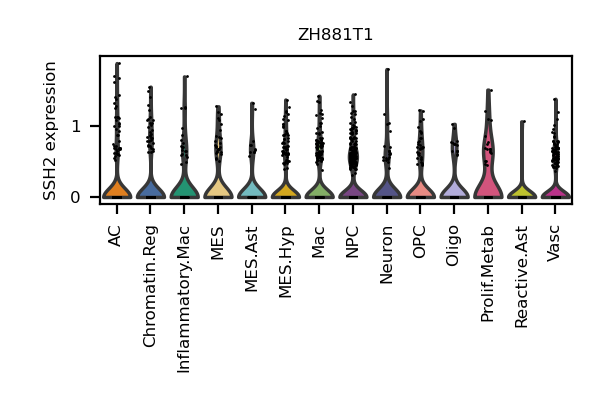 ZH881T1
SSH2 expression
1
0
AC
Chromatin.Reg
Inflammatory.Mac
MES
MES.Ast
MES.Hyp
Mac
NPC
Neuron
OPC
Oligo
Prolif.Metab
Reactive.Ast
Vasc